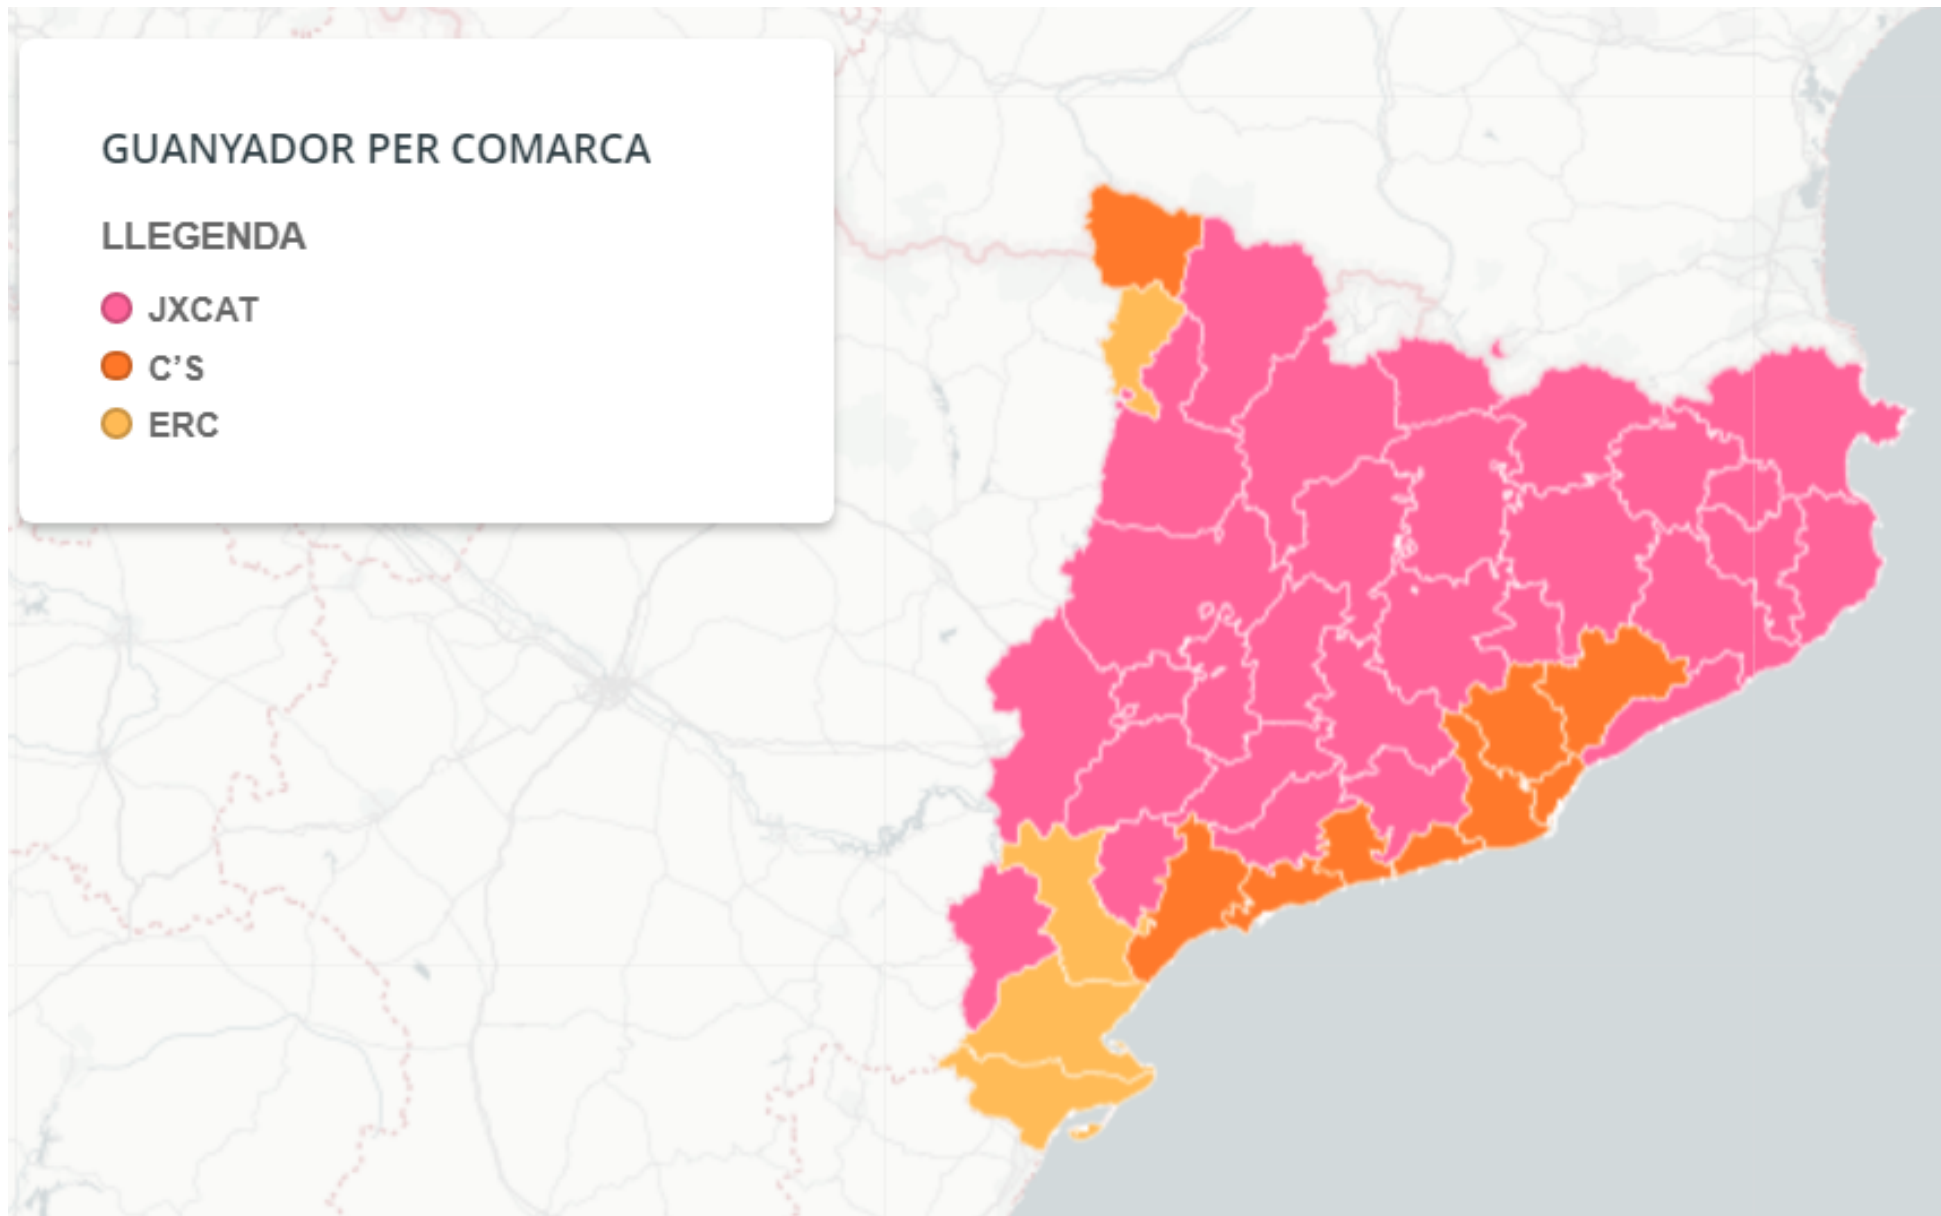 GUANYADOR PER COMARCA
LLEGENDA
JXCAT
C’S
ERC